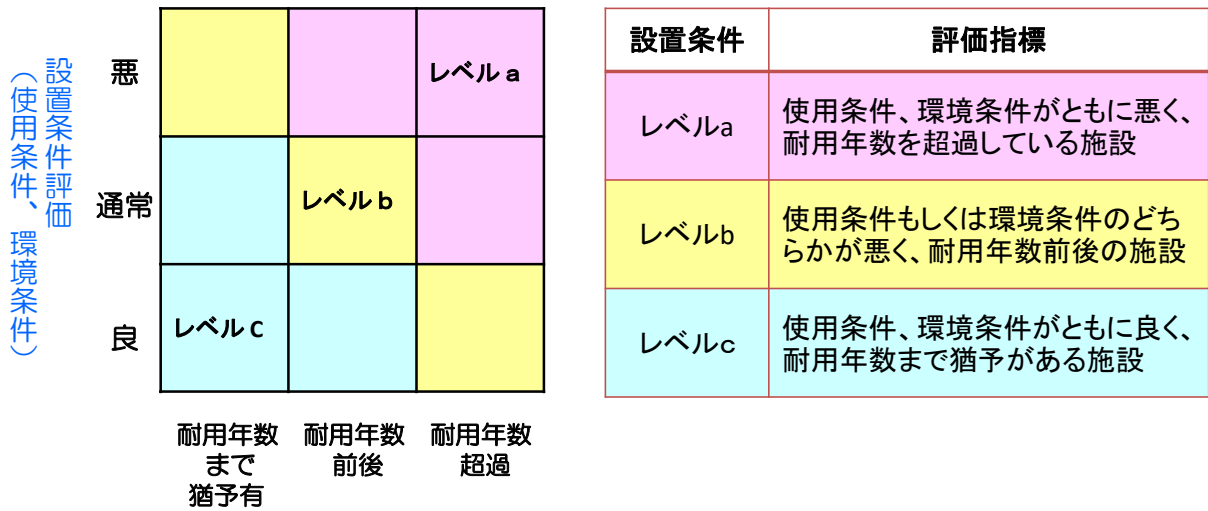 設置条件評価
（使用条件、環境条件）
悪
通常
良
レベルa
レベルb
レベルC
耐用年数
まで
猶予有
耐用年数
前後
耐用年数
超過
設置条件
評価指標
レベルa
使用条件、環境条件がともに悪く、
耐用年数を超過している施設
レベルb
使用条件もしくは環境条件のどち
らかが悪く、耐用年数前後の施設
レベルc
使用条件、環境条件がともに良く、
耐用年数まで猶予がある施設